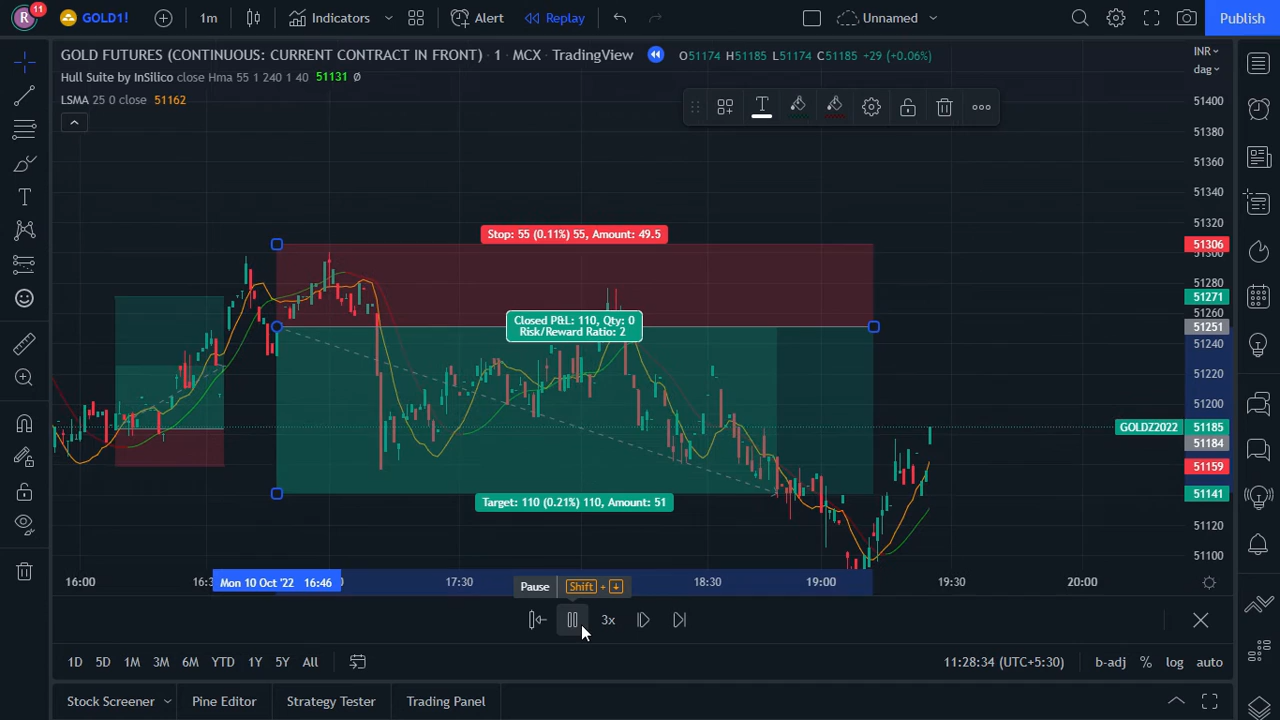 R 11 GOLD1! 1m Indicators Alert Replay Unnamed Publish
GOLD FUTURES (CONTINUOUS: CURRENT CONTRACT IN FRONT) · 1 · MCX · TradingView O51174 H51185 L51174 C51185 +29 (+0.06%)
INR
Hull Suite by InSilico close Hma 55 1 240 1 40 51131 Ø
dag
LSMA 25 0 close 51162
T
51400
51380
51360
51340
51320
Stop: 55 (0.11%) 55, Amount: 49.5
51306
51300
51280
51271
51260
Closed P&L: 110, Qty: 0
Risk/Reward Ratio: 2
51251
51240
51220
51200
GOLDZ2022 51185
51184
51159
51141
Target: 110 (0.21%) 110, Amount: 51
51120
51100
16:00 16:3 Mon 10 Oct '22 16:46 0 17:30 18:30 19:00 19:30 20:00
Pause Shift +
3x
1D 5D 1M 3M 6M YTD 1Y 5Y All 11:28:34 (UTC+5:30) b-adj % log auto
Stock Screener Pine Editor Strategy Tester Trading Panel